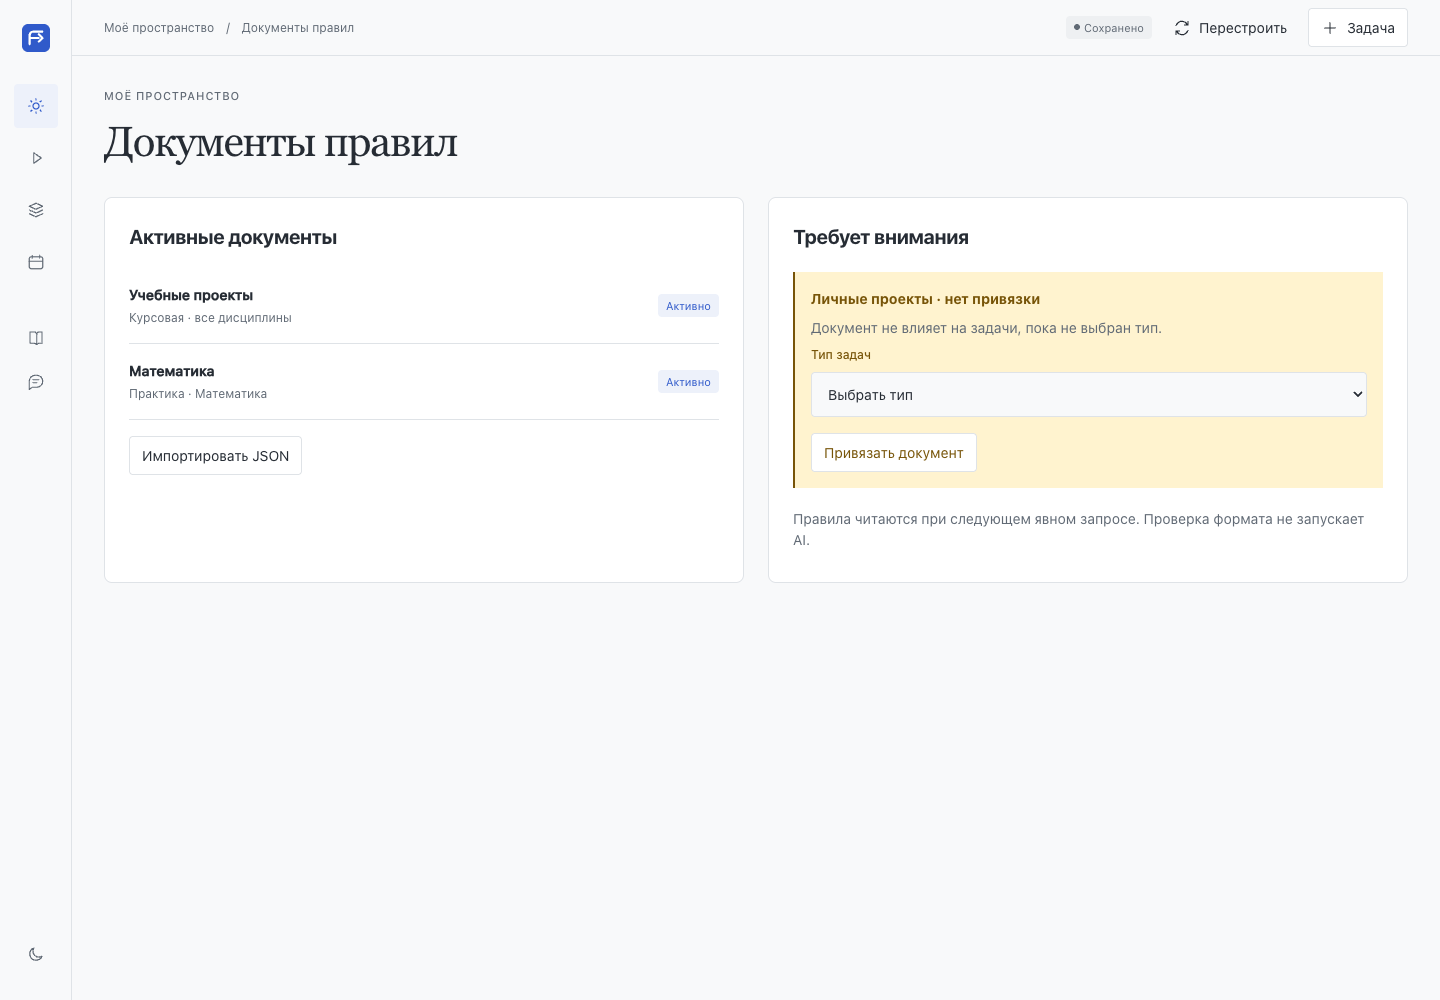 Моё пространство / Документы правил
Сохранено
Перестроить
Задача
МОЁ ПРОСТРАНСТВО
Документы правил
Активные документы
Учебные проекты
Курсовая · все дисциплины
Активно
Математика
Практика · Математика
Активно
Импортировать JSON
Требует внимания
Личные проекты · нет привязки
Документ не влияет на задачи, пока не выбран тип.
Тип задач
Выбрать тип
Привязать документ
Правила читаются при следующем явном запросе. Проверка формата не запускает
AI.